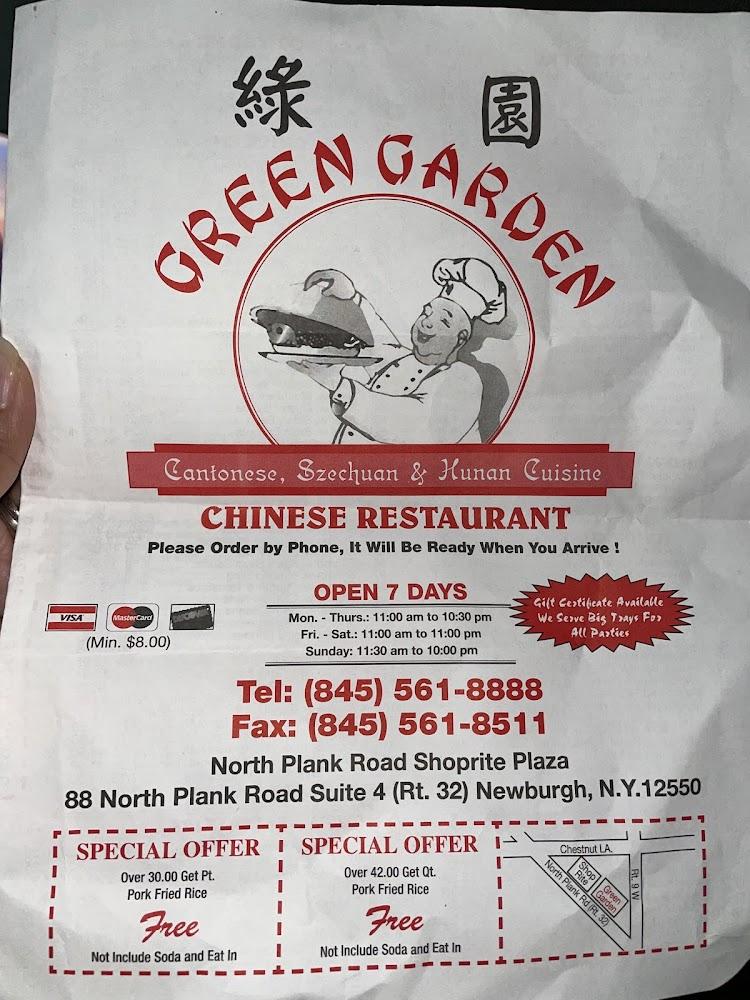 綠 園
GREEN GARDEN
Cantonese, Szechuan & Hunan Cuisine
CHINESE RESTAURANT
Please Order by Phone, It Will Be Ready When You Arrive !
VISA MasterCard
(Min. $8.00)
OPEN 7 DAYS
Mon. - Thurs.: 11:00 am to 10:30 pm
Fri. - Sat.: 11:00 am to 11:00 pm
Sunday: 11:30 am to 10:00 pm
Gift Certificate Available
We Serve Big Trays For
All Parties
Tel: (845) 561-8888
Fax: (845) 561-8511
North Plank Road Shoprite Plaza
88 North Plank Road Suite 4 (Rt. 32) Newburgh, N.Y.12550
SPECIAL OFFER
Over 30.00 Get Pt.
Pork Fried Rice
Free
Not Include Soda and Eat In
SPECIAL OFFER
Over 42.00 Get Qt.
Pork Fried Rice
Free
Not Include Soda and Eat In
Chestnut LA.
Shop
Rite
Green
Garden
North Plank Rd (Rt. 32)
Rt. 9 W